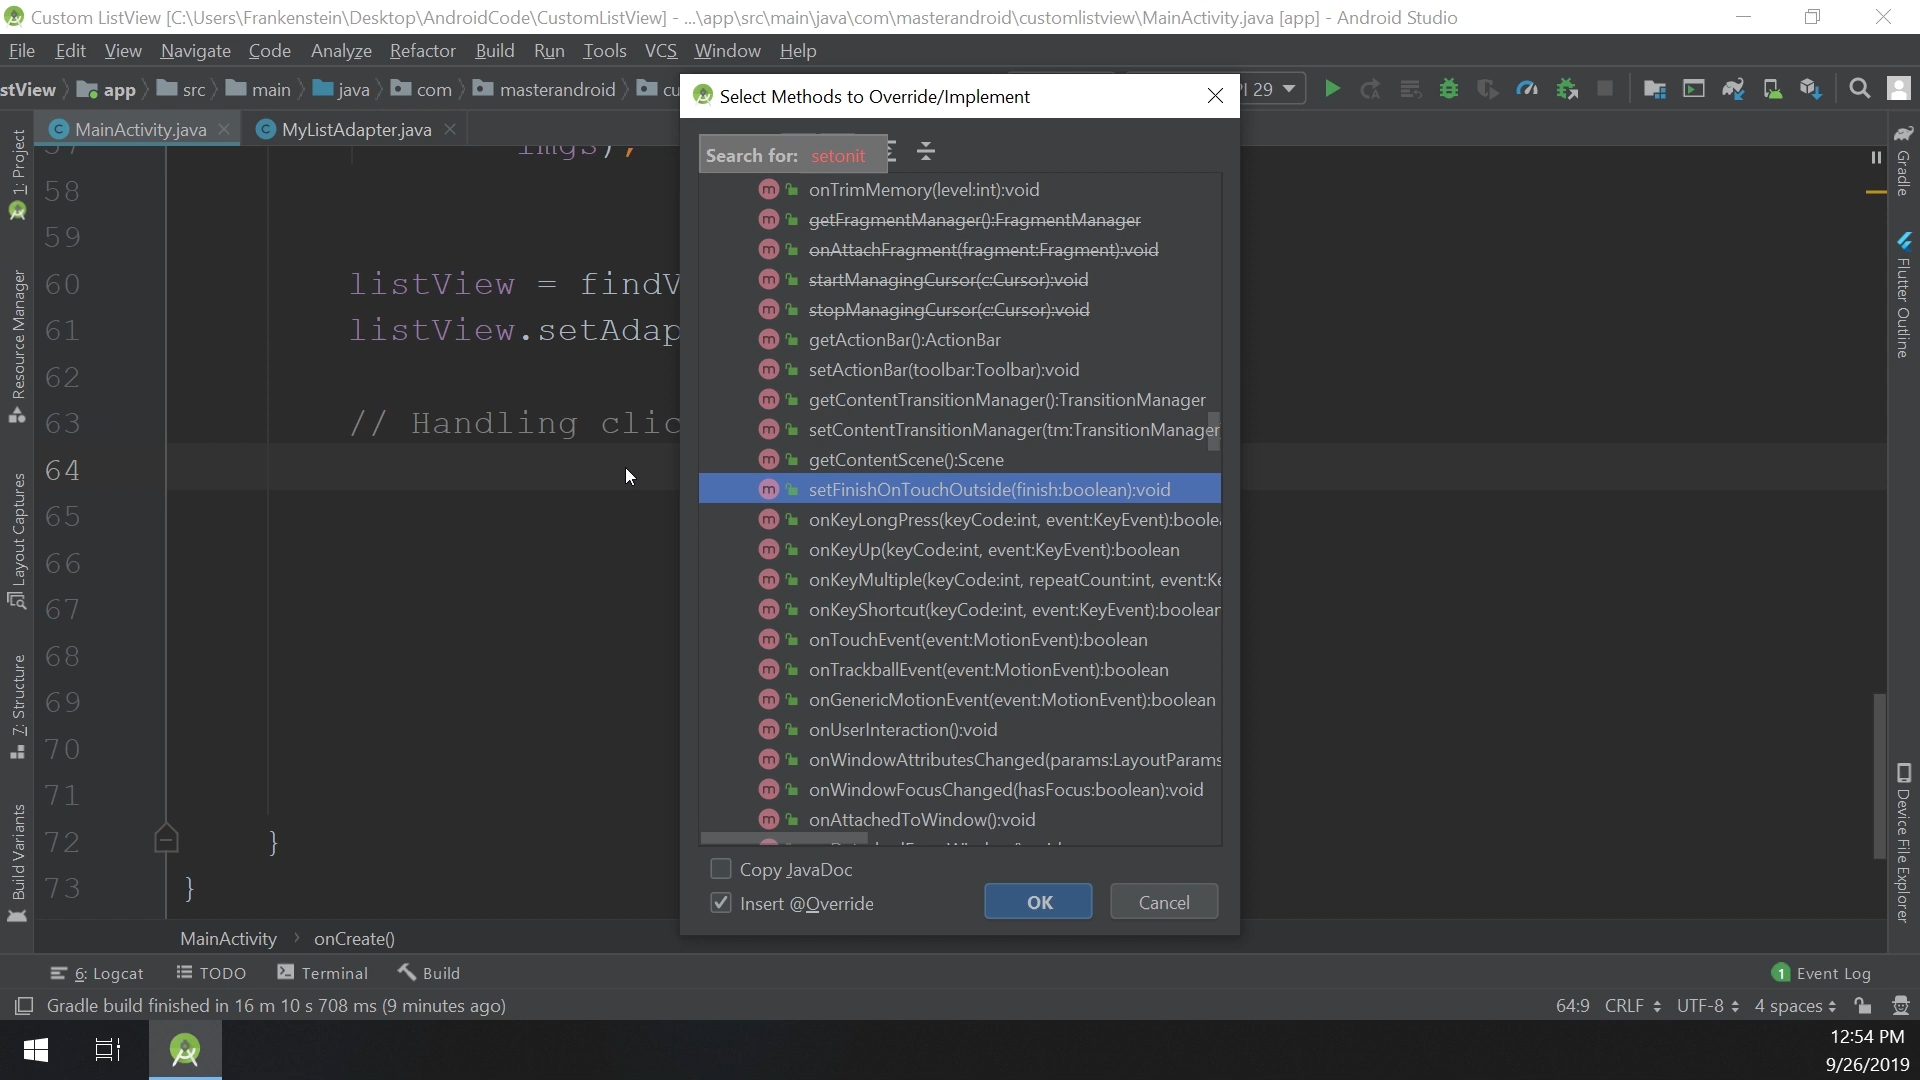 Custom ListView [C:\Users\Frankenstein\Desktop\AndroidCode\CustomListView] - ...\app\src\main\java\com\masterandroid\customlistview\MainActivity.java [app] - Android Studio
File Edit View Navigate Code Analyze Refactor Build Run Tools VCS Window Help
stView app src main java com masterandroid cu 29
Select Methods to Override/Implement
MainActivity.java MyListAdapter.java
Search for: setonit
onTrimMemory(level:int):void
getFragmentManager():FragmentManager
onAttachFragment(fragment:Fragment):void
startManagingCursor(c:Cursor):void
stopManagingCursor(c:Cursor):void
getActionBar():ActionBar
setActionBar(toolbar:Toolbar):void
getContentTransitionManager():TransitionManager
setContentTransitionManager(tm:TransitionManager
getContentScene():Scene
setFinishOnTouchOutside(finish:boolean):void
onKeyLongPress(keyCode:int, event:KeyEvent):boole
onKeyUp(keyCode:int, event:KeyEvent):boolean
onKeyMultiple(keyCode:int, repeatCount:int, event:Ke
onKeyShortcut(keyCode:int, event:KeyEvent):boolear
onTouchEvent(event:MotionEvent):boolean
onTrackballEvent(event:MotionEvent):boolean
onGenericMotionEvent(event:MotionEvent):boolean
onUserInteraction():void
onWindowAttributesChanged(params:LayoutParams
onWindowFocusChanged(hasFocus:boolean):void
onAttachedToWindow():void
Copy JavaDoc
Insert @Override
OK Cancel
57 imgs);
58
59
60 listView = findV
61 listView.setAdap
62
63 // Handling clic
64
65
66
67
68
69
70
71
72 }
73 }
1: Project
Resource Manager
Layout Captures
7: Structure
Build Variants
Gradle
Flutter Outline
Device File Explorer
MainActivity onCreate()
6: Logcat TODO Terminal Build 1 Event Log
Gradle build finished in 16 m 10 s 708 ms (9 minutes ago) 64:9 CRLF UTF-8 4 spaces
12:54 PM
9/26/2019